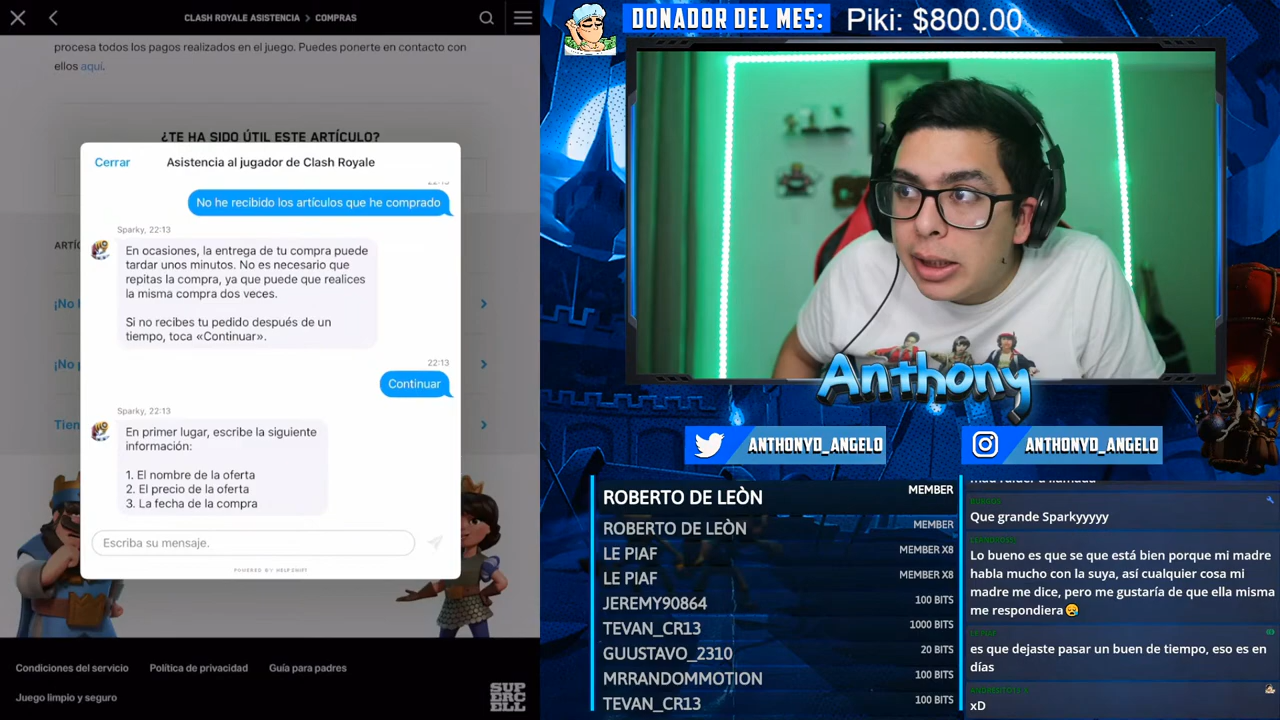 CLASH ROYALE ASISTENCIA > COMPRAS
procesa todos los pagos realizados en el juego. Puedes ponerte en contacto con
ellos aquí.
¿TE HA SIDO ÚTIL ESTE ARTÍCULO?
Cerrar
Asistencia al jugador de Clash Royale
No he recibido los artículos que he comprado
Sparky, 22:13
En ocasiones, la entrega de tu compra puede
tardar unos minutos. No es necesario que
repitas la compra, ya que puede que realices
la misma compra dos veces.
Si no recibes tu pedido después de un
tiempo, toca «Continuar».
22:13
Continuar
Sparky, 22:13
En primer lugar, escribe la siguiente
información:
1. El nombre de la oferta
2. El precio de la oferta
3. La fecha de la compra
Escriba su mensaje.
POWERED BY HELPSHIFT
Condiciones del servicio
Política de privacidad
Guía para padres
Juego limpio y seguro
SUPERCELL
DONADOR DEL MES:
Piki: $800.00
Anthony
ANTHONYD_ANGELO
ANTHONYD_ANGELO
ROBERTO DE LEÒN MEMBER
ROBERTO DE LEÒN MEMBER
LE PIAF MEMBER X8
LE PIAF MEMBER X8
JEREMY90864 100 BITS
TEVAN_CR13 1000 BITS
GUUSTAVO_2310 20 BITS
MRRANDOMMOTION 100 BITS
TEVAN_CR13 100 BITS
Que grande Sparkyyyyy
Lo bueno es que se que está bien porque mi madre
habla mucho con la suya, así cualquier cosa mi
madre me dice, pero me gustaría de que ella misma
me respondiera😥
es que dejaste pasar un buen de tiempo, eso es en
días
xD